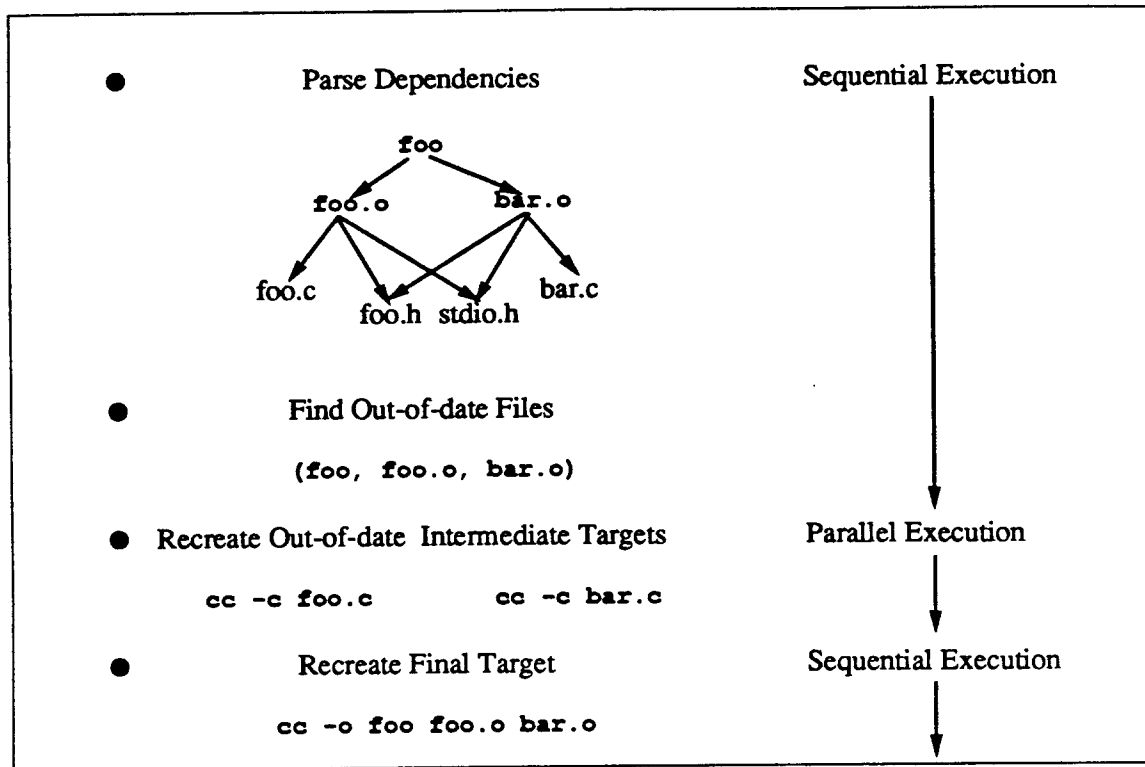 Parse Dependencies Sequential Execution
foo
foo.o bar.o
foo.c bar.c
foo.h stdio.h
Find Out-of-date Files
(foo, foo.o, bar.o)
Recreate Out-of-date Intermediate Targets Parallel Execution
cc -c foo.c cc -c bar.c
Recreate Final Target Sequential Execution
cc -o foo foo.o bar.o